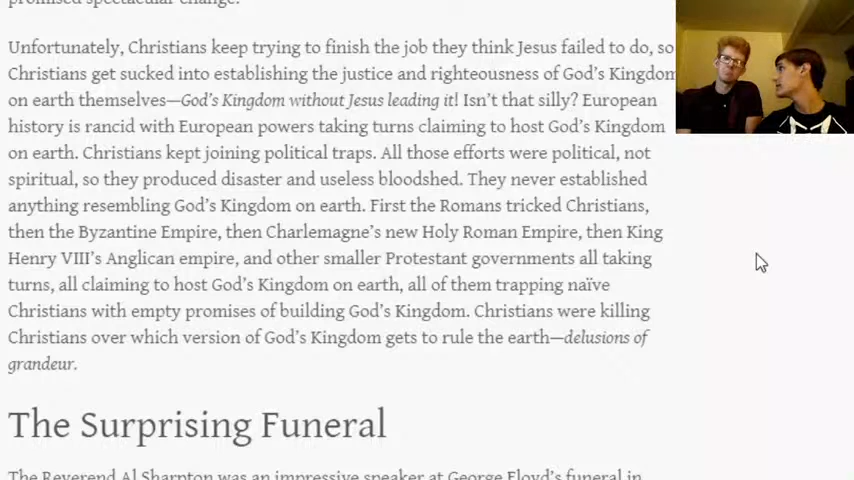 promised spectacular change.
Unfortunately, Christians keep trying to finish the job they think Jesus failed to do, so
Christians get sucked into establishing the justice and righteousness of God’s Kingdom
on earth themselves—God’s Kingdom without Jesus leading it! Isn’t that silly? European
history is rancid with European powers taking turns claiming to host God’s Kingdom
on earth. Christians kept joining political traps. All those efforts were political, not
spiritual, so they produced disaster and useless bloodshed. They never established
anything resembling God’s Kingdom on earth. First the Romans tricked Christians,
then the Byzantine Empire, then Charlemagne’s new Holy Roman Empire, then King
Henry VIII’s Anglican empire, and other smaller Protestant governments all taking
turns, all claiming to host God’s Kingdom on earth, all of them trapping naïve
Christians with empty promises of building God’s Kingdom. Christians were killing
Christians over which version of God’s Kingdom gets to rule the earth—delusions of
grandeur.
The Surprising Funeral
The Reverend Al Sharpton was an impressive speaker at George Floyd’s funeral in